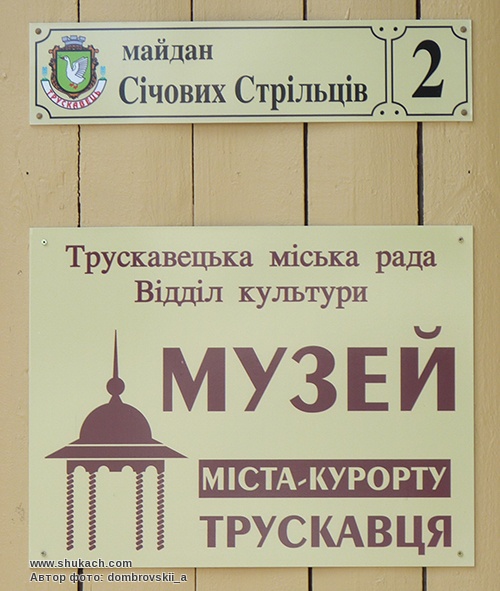 майдан
Січових Стрільців
2
ТРУСКАВЕЦЬ
Трускавецька міська рада
Відділ культури
МУЗЕЙ
МІСТА-КУРОРТУ
ТРУСКАВЦЯ
www.shukach.com
Автор фото: dombrovskii_a